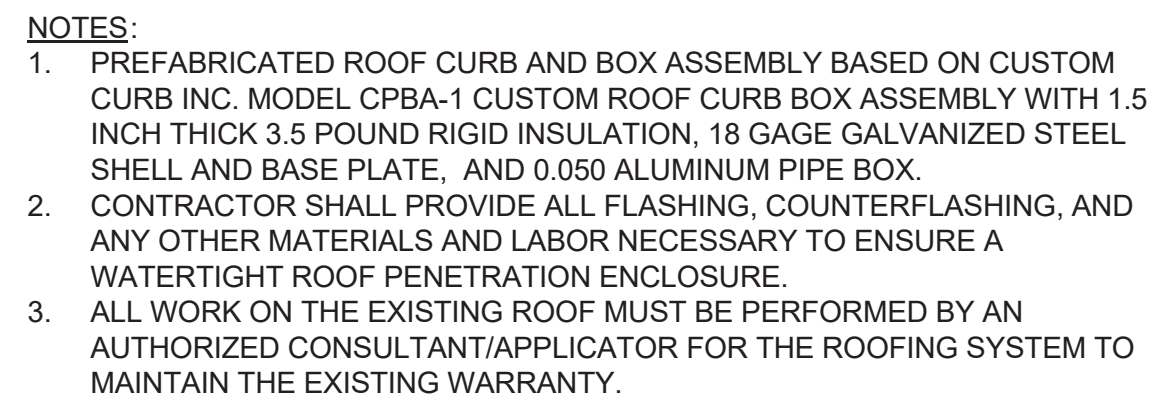 NOTES:
1. PREFABRICATED ROOF CURB AND BOX ASSEMBLY BASED ON CUSTOM
CURB INC. MODEL CPBA-1 CUSTOM ROOF CURB BOX ASSEMBLY WITH 1.5
INCH THICK 3.5 POUND RIGID INSULATION, 18 GAGE GALVANIZED STEEL
SHELL AND BASE PLATE,  AND 0.050 ALUMINUM PIPE BOX.
2. CONTRACTOR SHALL PROVIDE ALL FLASHING, COUNTERFLASHING, AND
ANY OTHER MATERIALS AND LABOR NECESSARY TO ENSURE A
WATERTIGHT ROOF PENETRATION ENCLOSURE.
3. ALL WORK ON THE EXISTING ROOF MUST BE PERFORMED BY AN
AUTHORIZED CONSULTANT/APPLICATOR FOR THE ROOFING SYSTEM TO
MAINTAIN THE EXISTING WARRANTY.